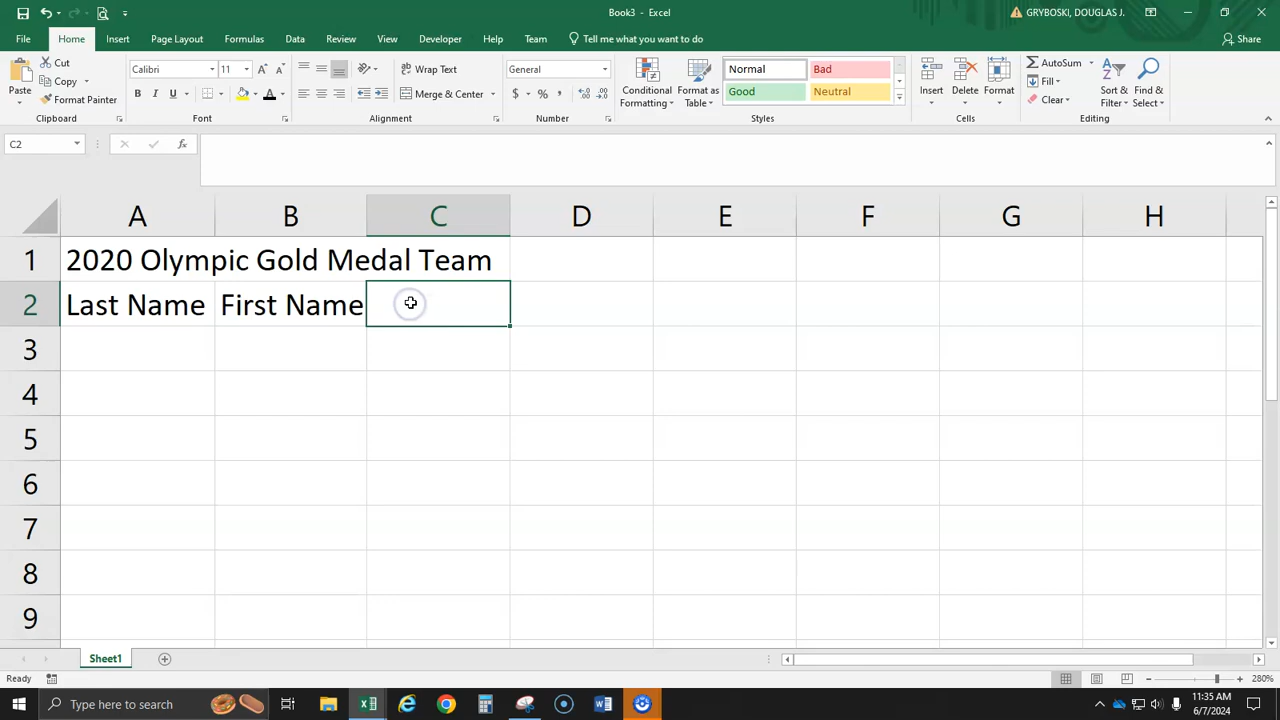 Book3 - Excel
GRYBOSKI, DOUGLAS J.
File Home Insert Page Layout Formulas Data Review View Developer Help Team Tell me what you want to do Share
Paste
Cut
Copy
Format Painter
Clipboard
Calibri 11
B I U A
Font
Wrap Text
Merge & Center
Alignment
General
$ % ,
Number
Conditional Formatting
Format as Table
Normal Bad
Good Neutral
Styles
Insert Delete Format
Cells
AutoSum
Fill
Clear
Sort & Filter
Find & Select
Editing
C2 fx
A B C D E F G H
1 2020 Olympic Gold Medal Team
2 Last Name First Name
3
4
5
6
7
8
9
Sheet1
Ready 280%
Type here to search
11:35 AM
6/7/2024